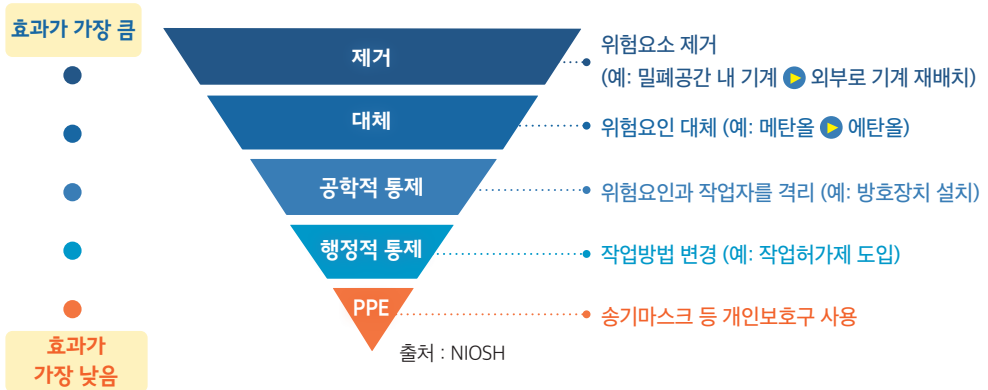 효과가 가장 큼
제거
위험요소 제거
(예: 밀폐공간 내 기계 ▶ 외부로 기계 재배치)
대체
위험요인 대체 (예: 메탄올 ▶ 에탄올)
공학적 통제
위험요인과 작업자를 격리 (예: 방호장치 설치)
행정적 통제
작업방법 변경 (예: 작업허가제 도입)
PPE
송기마스크 등 개인보호구 사용
효과가
가장 낮음
출처 : NIOSH